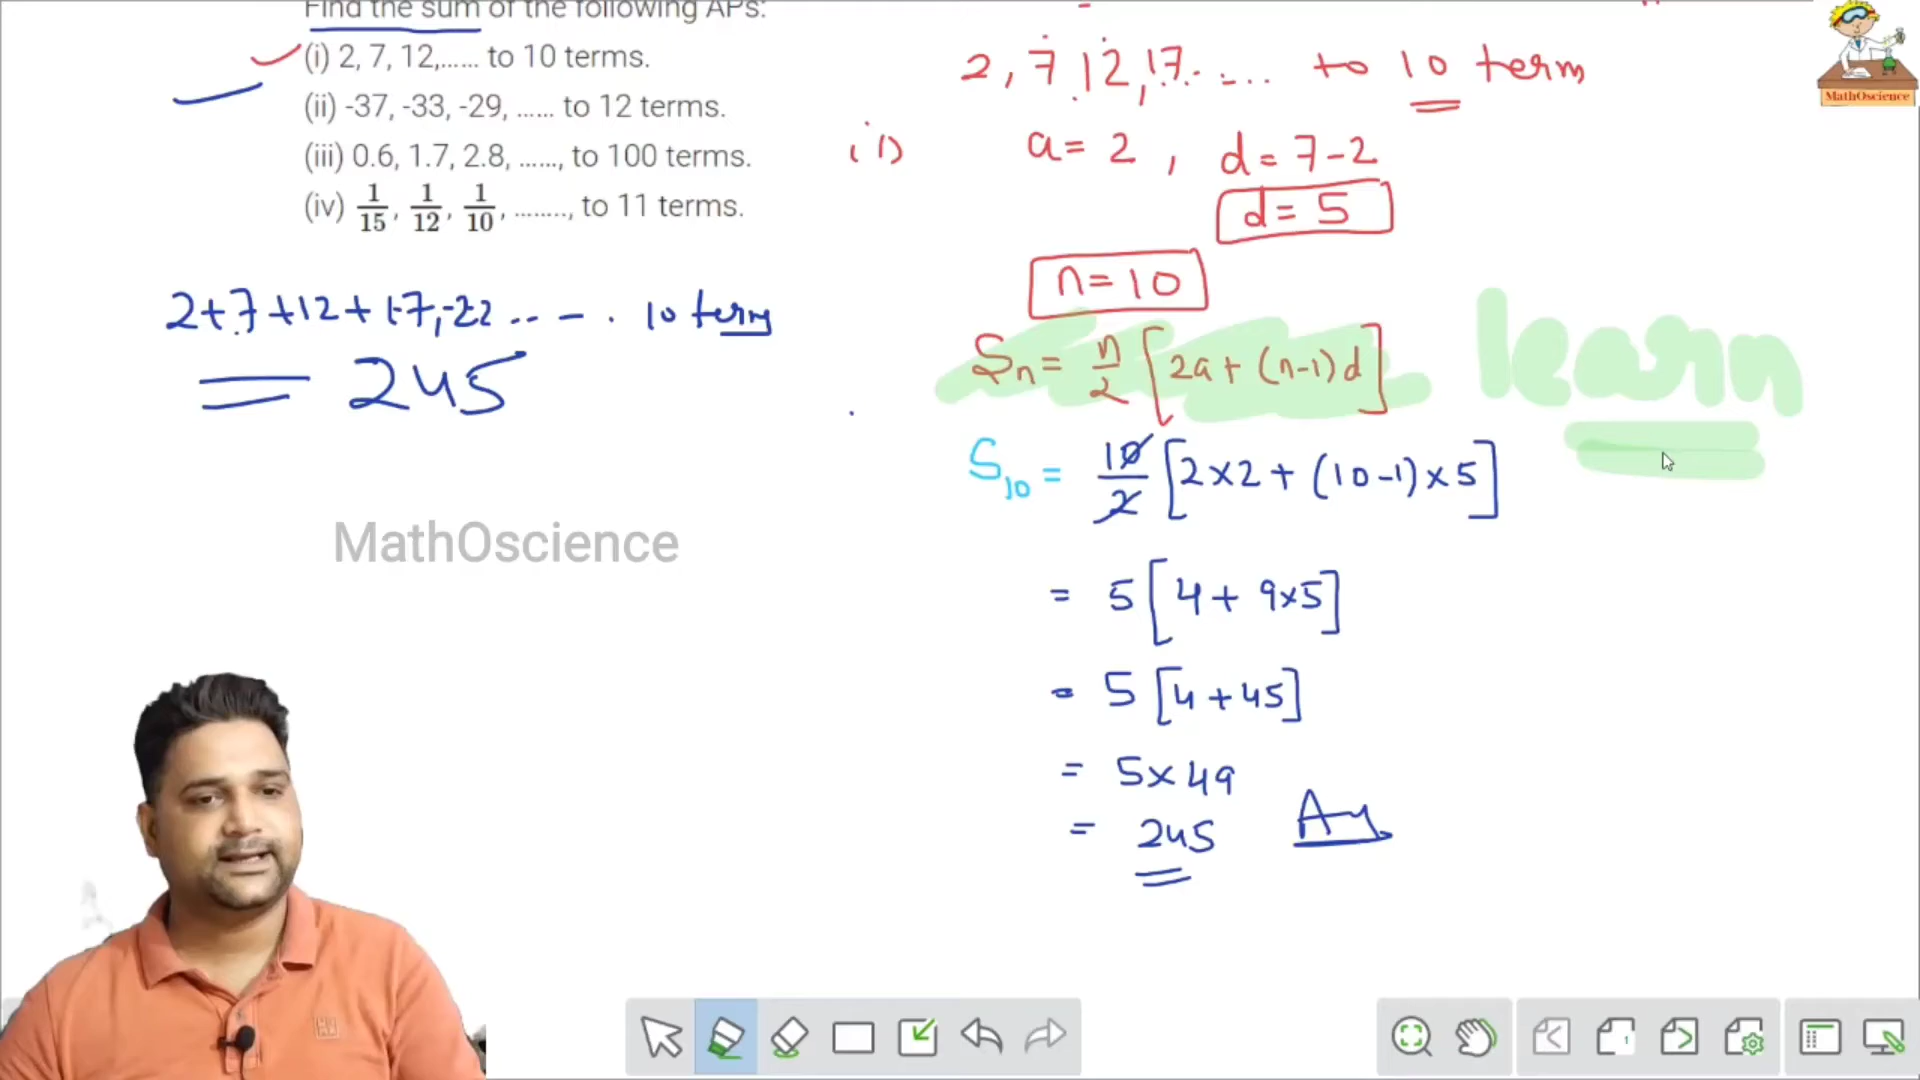 Find the sum of the following APs:
(i) 2, 7, 12,...... to 10 terms.
(ii) -37, -33, -29, ...... to 12 terms.
(iii) 0.6, 1.7, 2.8, ......, to 100 terms.
(iv) 1/15, 1/12, 1/10, ........, to 11 terms.
2+7+12+17,-22 ..--. 10 term
= 245
MathOscience
2, 7 12, 17..... to 10 term
(i) a= 2 , d= 7-2
d= 5
n= 10
Sn = n/2 [2a+(n-1)d] learn
S10 = 10/2 [2×2+(10-1)×5]
= 5[4+ 9×5]
= 5[4+45]
= 5×49
= 245
MathOscience
1